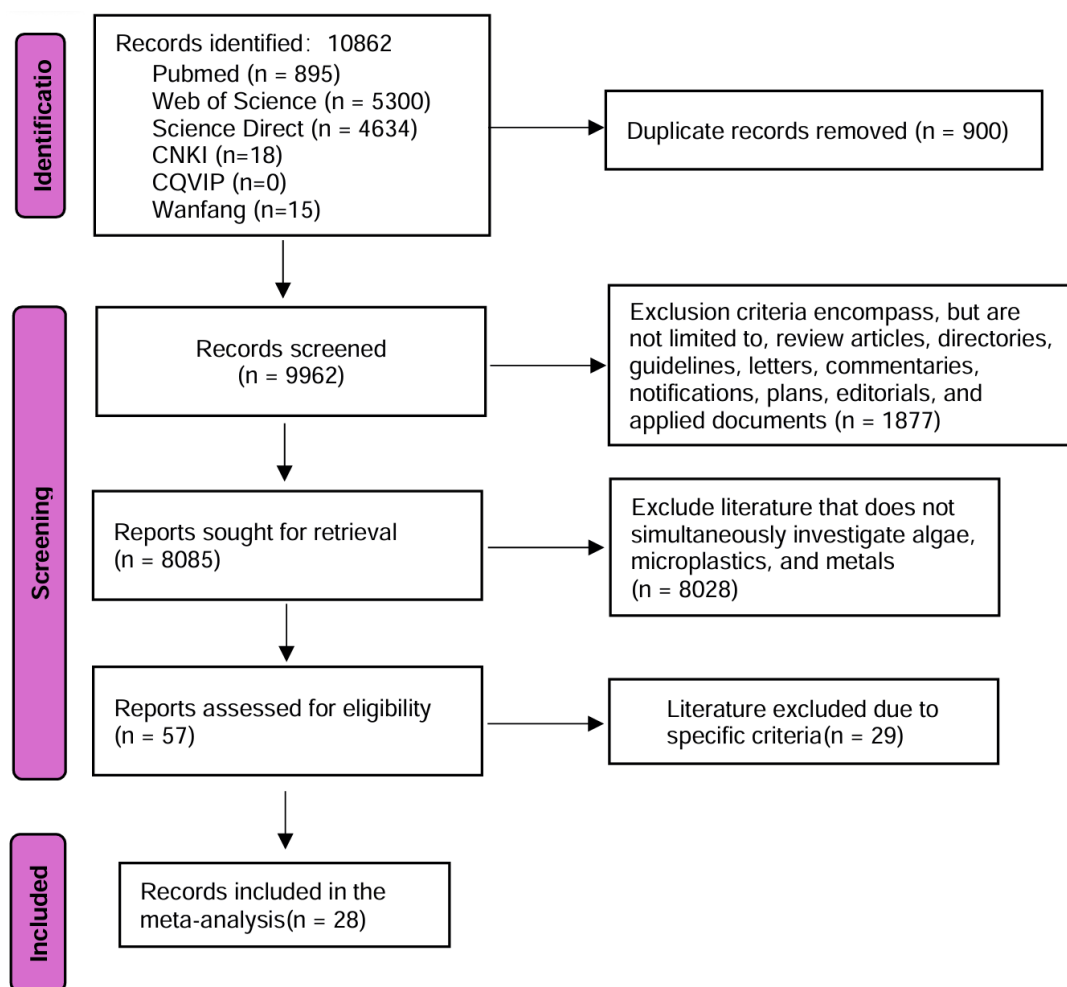 Identificatio
Records identified： 10862
Pubmed (n = 895)
Web of Science (n = 5300)
Science Direct (n = 4634)
CNKI (n=18)
CQVIP (n=0)
Wanfang (n=15)
Duplicate records removed (n = 900)
Screening
Records screened
(n = 9962)
Exclusion criteria encompass, but are
not limited to, review articles, directories,
guidelines, letters, commentaries,
notifications, plans, editorials, and
applied documents (n = 1877)
Reports sought for retrieval
(n = 8085)
Exclude literature that does not
simultaneously investigate algae,
microplastics, and metals
(n = 8028)
Reports assessed for eligibility
(n = 57)
Literature excluded due to
specific criteria(n = 29)
Included
Records included in the
meta-analysis(n = 28)